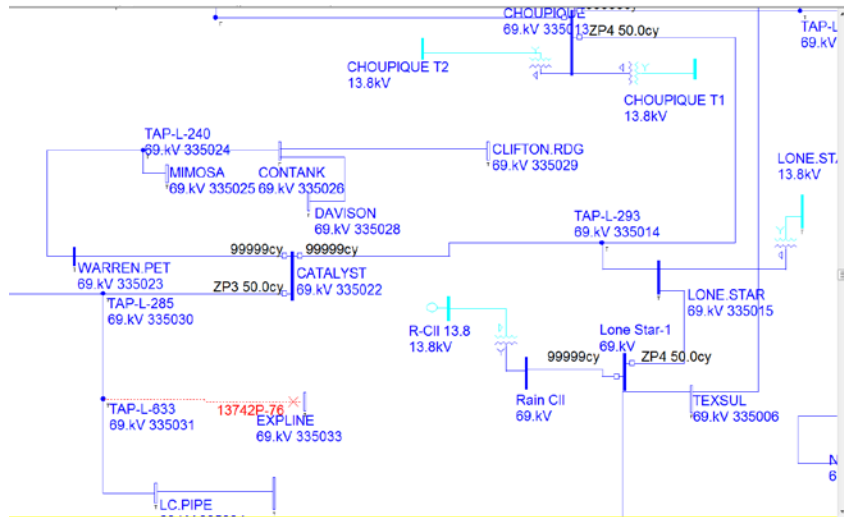 99999cy
CHOUPIQUE
69.kV 335013
ZP4 50.0cy
TAP-L
69.kV
CHOUPIQUE T2
13.8kV
CHOUPIQUE T1
13.8kV
TAP-L-240
69.kV 335024
MIMOSA
69.kV 335025
CONTANK
69.kV 335026
CLIFTON.RDG
69.kV 335029
LONE.ST
13.8kV
DAVISON
69.kV 335028
TAP-L-293
69.kV 335014
99999cy
99999cy
WARREN.PET
69.kV 335023
CATALYST
69.kV 335022
ZP3 50.0cy
TAP-L-285
69.kV 335030
LONE.STAR
69.kV 335015
R-CII 13.8
13.8kV
Lone Star-1
69.kV
99999cy
ZP4 50.0cy
Rain CII
69.kV
TEXSUL
69.kV 335006
TAP-L-633
69.kV 335031
13742P-76
EXPLINE
69.kV 335033
N
6
LC.PIPE